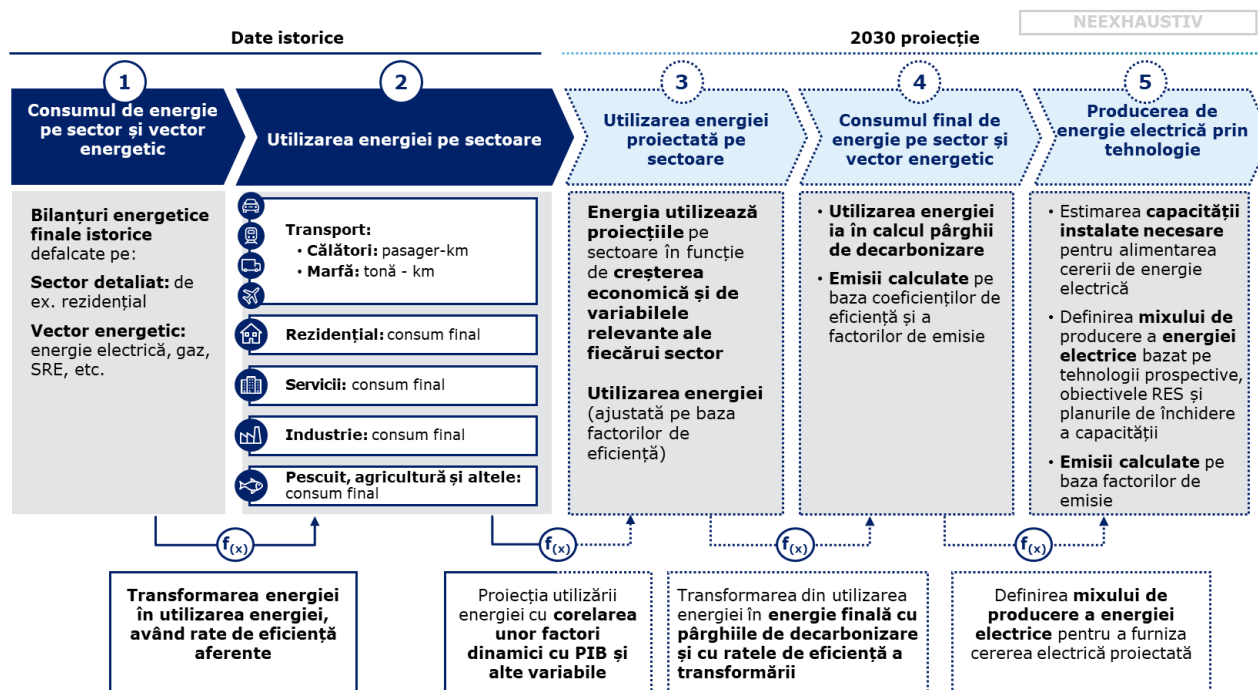 NEEXHAUSTIV
Date istorice
2030 proiecție
1
Consumul de energie
pe sector și vector
energetic
2
Utilizarea energiei pe sectoare
3
Utilizarea energiei
proiectată pe
sectoare
4
Consumul final de
energie pe sector și
vector energetic
5
Producerea de
energie electrică prin
tehnologie
Bilanțuri energetice
finale istorice
defalcate pe:
Sector detaliat: de
ex. rezidențial
Vector energetic:
energie electrică, gaz,
SRE, etc.
Transport:
• Călători: pasager-km
• Marfă: tonă - km
Rezidențial: consum final
Servicii: consum final
Industrie: consum final
Pescuit, agricultură și altele:
consum final
Energia utilizează
proiecțiile pe
sectoare în funcție
de creșterea
economică și de
variabilele
relevante ale
fiecărui sector
Utilizarea energiei
(ajustată pe baza
factorilor de
eficiență)
• Utilizarea energiei
ia în calcul pârghii
de decarbonizare
• Emisii calculate pe
baza coeficienților de
eficiență și a
factorilor de emisie
• Estimarea capacității
instalate necesare
pentru alimentarea
cererii de energie
electrică
• Definirea mixului de
producere a energiei
electrice bazat pe
tehnologii prospective,
obiectivele RES și
planurile de închidere
a capacității
• Emisii calculate pe
baza factorilor de
emisie
f(x)
f(x)
f(x)
f(x)
Transformarea energiei
în utilizarea energiei,
având rate de eficiență
aferente
Proiecția utilizării
energiei cu corelarea
unor factori
dinamici cu PIB și
alte variabile
Transformarea din utilizarea
energiei în energie finală cu
pârghiile de decarbonizare
și cu ratele de eficiență a
transformării
Definirea mixului de
producere a energiei
electrice pentru a furniza
cererea electrică proiectată